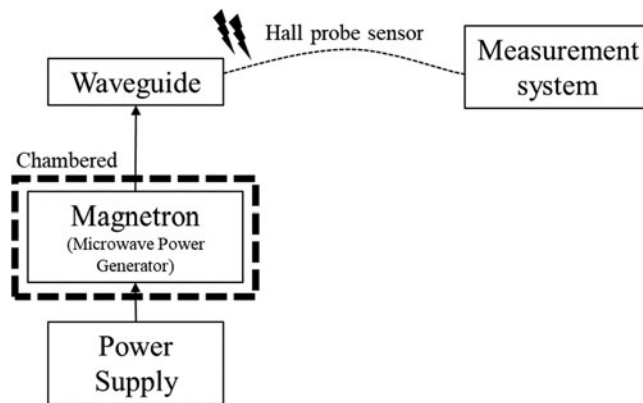 Hall probe sensor
Measurement
system
Waveguide
Chambered
Magnetron
(Microwave Power
Generator)
Power
Supply